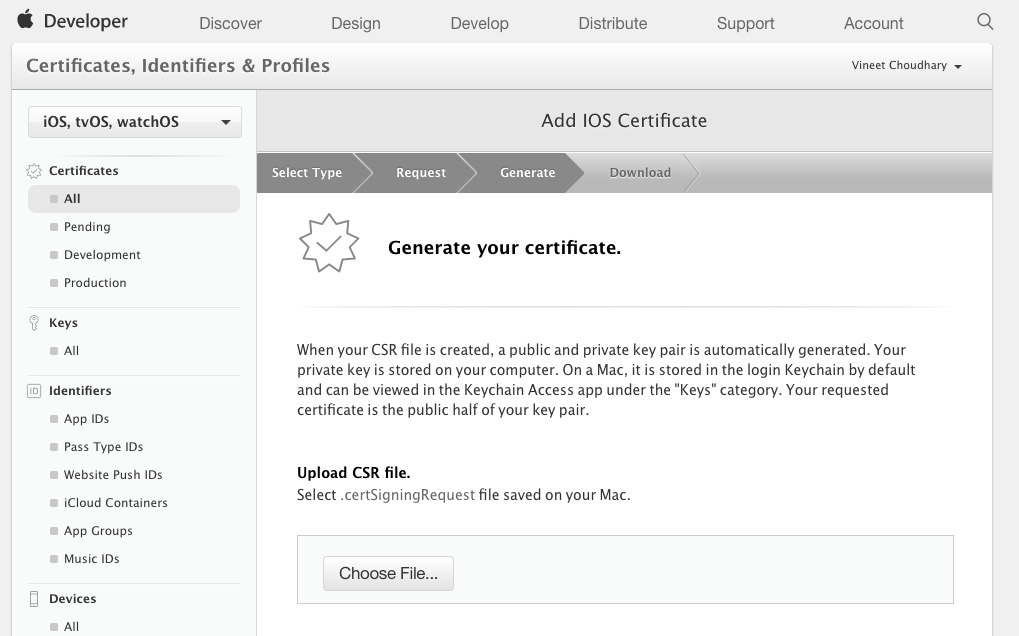 Developer
Discover
Design
Develop
Distribute
Support
Account
Certificates, Identifiers & Profiles
Vineet Choudhary
iOS, tvOS, watchOS
Certificates
All
Pending
Development
Production
Keys
All
ID
Identifiers
App IDs
Pass Type IDs
Website Push IDs
iCloud Containers
App Groups
Music IDs
Devices
All
Add IOS Certificate
Select Type
Request
Generate
Download
Generate your certificate.
When your CSR file is created, a public and private key pair is automatically generated. Your
private key is stored on your computer. On a Mac, it is stored in the login Keychain by default
and can be viewed in the Keychain Access app under the "Keys" category. Your requested
certificate is the public half of your key pair.
Upload CSR file.
Select .certSigningRequest file saved on your Mac.
Choose File...